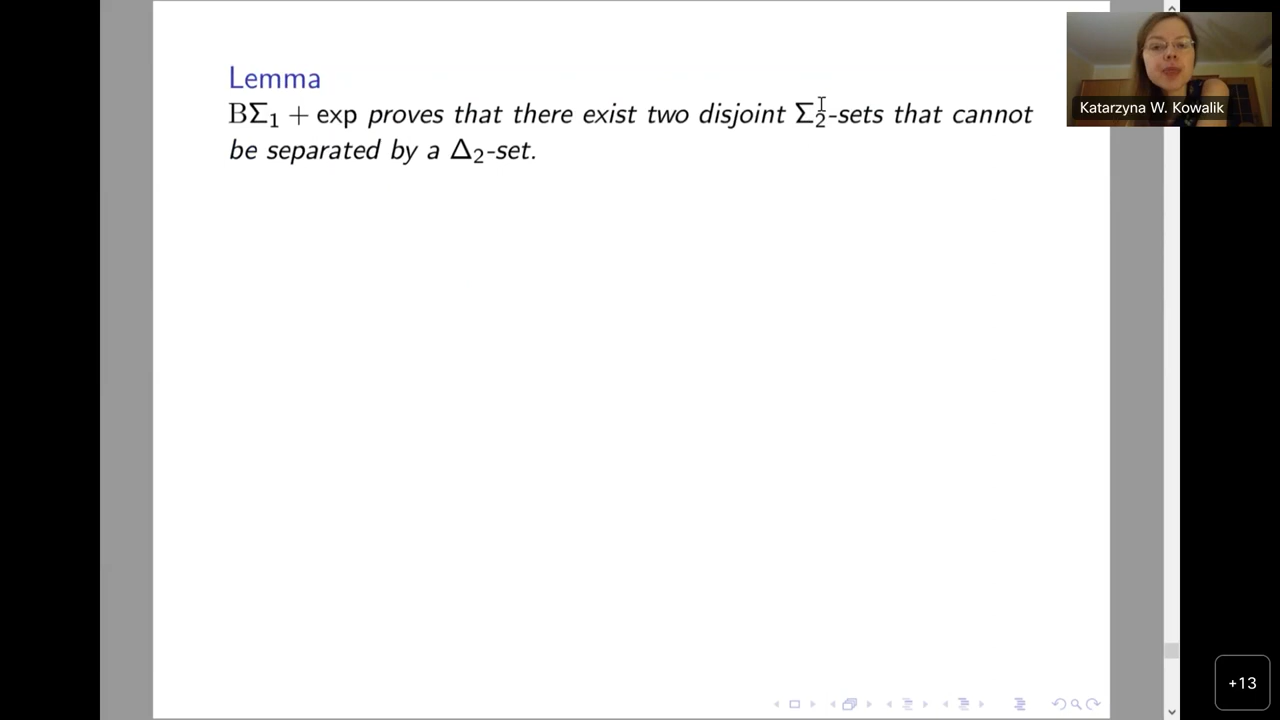 Lemma
BΣ₁ + exp proves that there exist two disjoint Σ₂-sets that cannot
be separated by a Δ₂-set.
Katarzyna W. Kowalik
+13